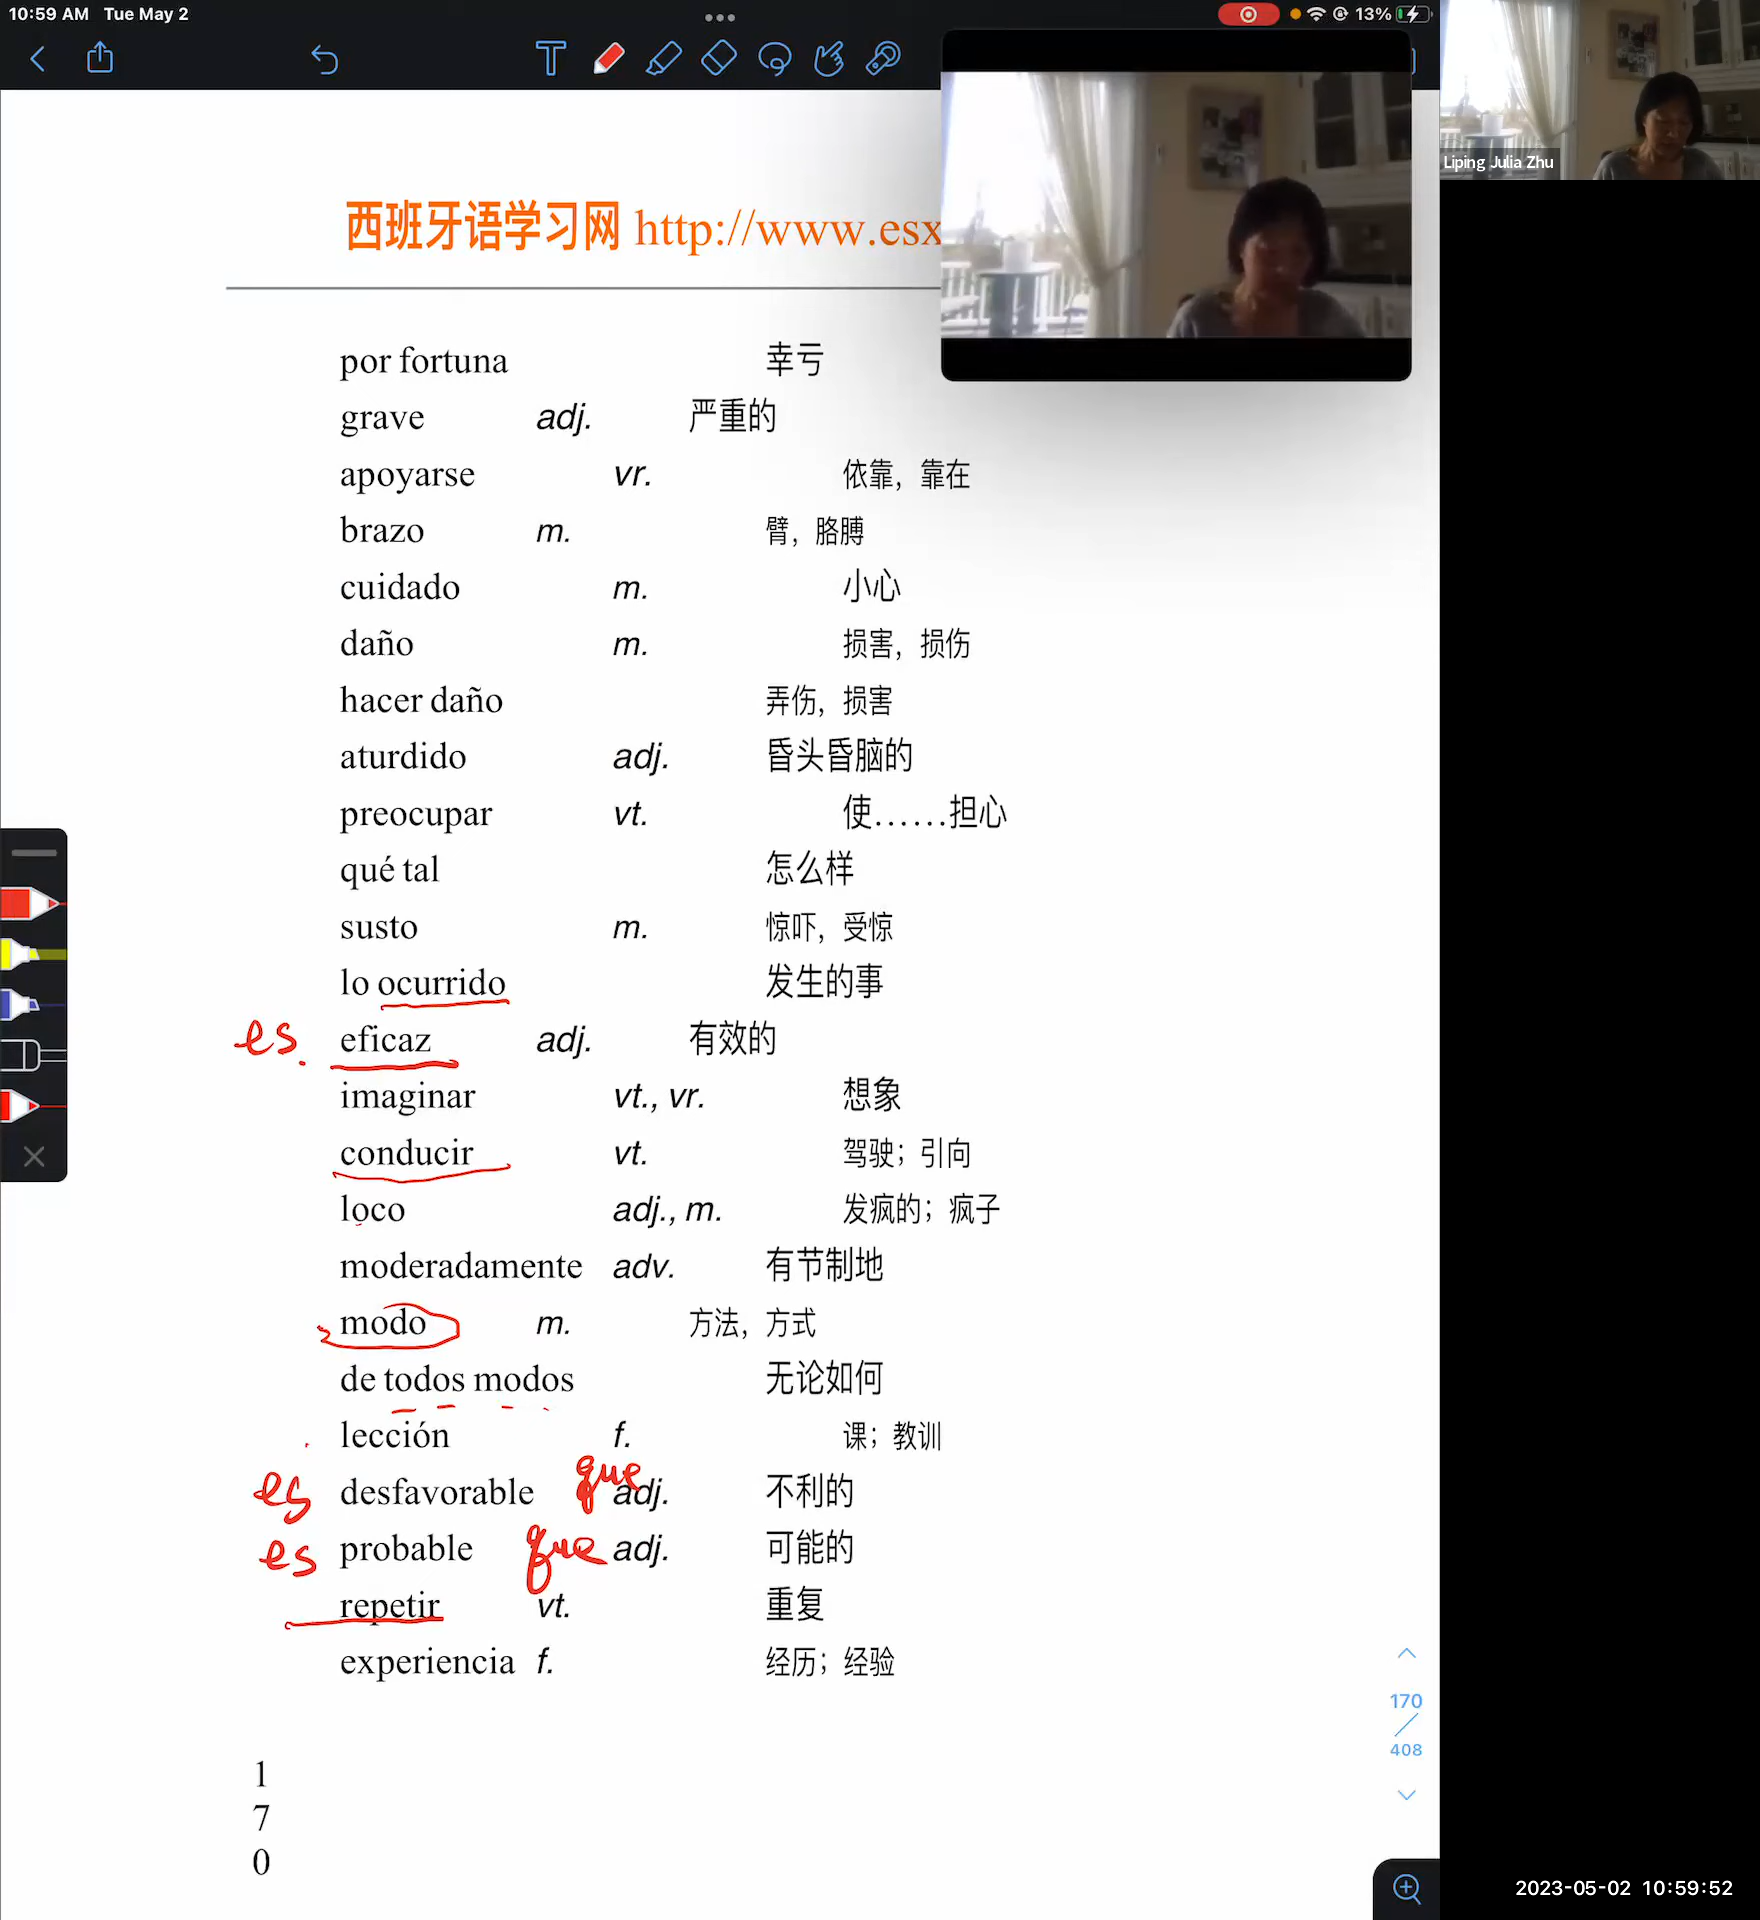 10:59 AM Tue May 2
13%
Liping Julia Zhu
西班牙语学习网 http://www.esx
por fortuna 幸亏
grave adj. 严重的
apoyarse vr. 依靠，靠在
brazo m. 臂，胳膊
cuidado m. 小心
daño m. 损害，损伤
hacer daño 弄伤，损害
aturdido adj. 昏头昏脑的
preocupar vt. 使……担心
qué tal 怎么样
susto m. 惊吓，受惊
lo ocurrido 发生的事
es. eficaz adj. 有效的
imaginar vt., vr. 想象
conducir vt. 驾驶；引向
loco adj., m. 发疯的；疯子
moderadamente adv. 有节制地
modo m. 方法，方式
de todos modos 无论如何
lección f. 课；教训
es desfavorable que adj. 不利的
es probable que adj. 可能的
repetir vt. 重复
experiencia f. 经历；经验
170
408
1
7
0
2023-05-02 10:59:52